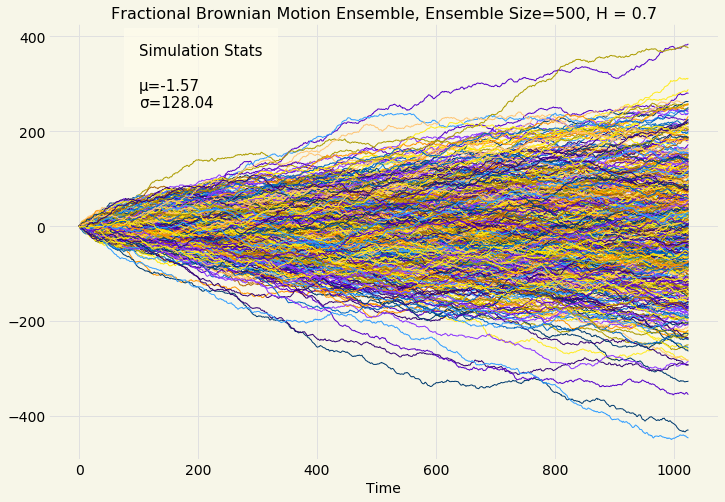 Fractional Brownian Motion Ensemble, Ensemble Size=500, H = 0.7
Simulation Stats
μ=-1.57
σ=128.04
400
200
0
−200
−400
0 200 400 600 800 1000
Time